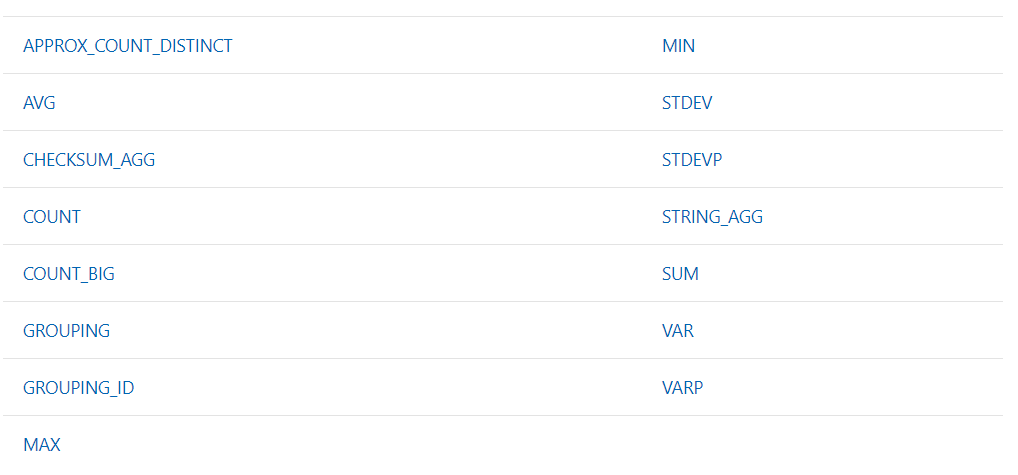 APPROX_COUNT_DISTINCT MIN
AVG STDEV
CHECKSUM_AGG STDEVP
COUNT STRING_AGG
COUNT_BIG SUM
GROUPING VAR
GROUPING_ID VARP
MAX